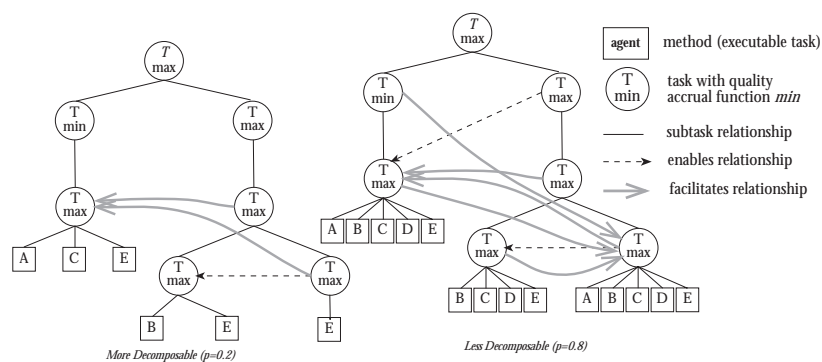 T
max
T
min
T
max
T
max
T
max
A
C
E
T
max
T
max
B
E
E
More Decomposable (p=0.2)
T
max
T
min
T
max
T
max
T
max
A B C D E
T
max
T
max
B C D E
A B C D E
Less Decomposable (p=0.8)
agent
method (executable task)
T
min
task with quality
accrual function min
subtask relationship
enables relationship
facilitates relationship